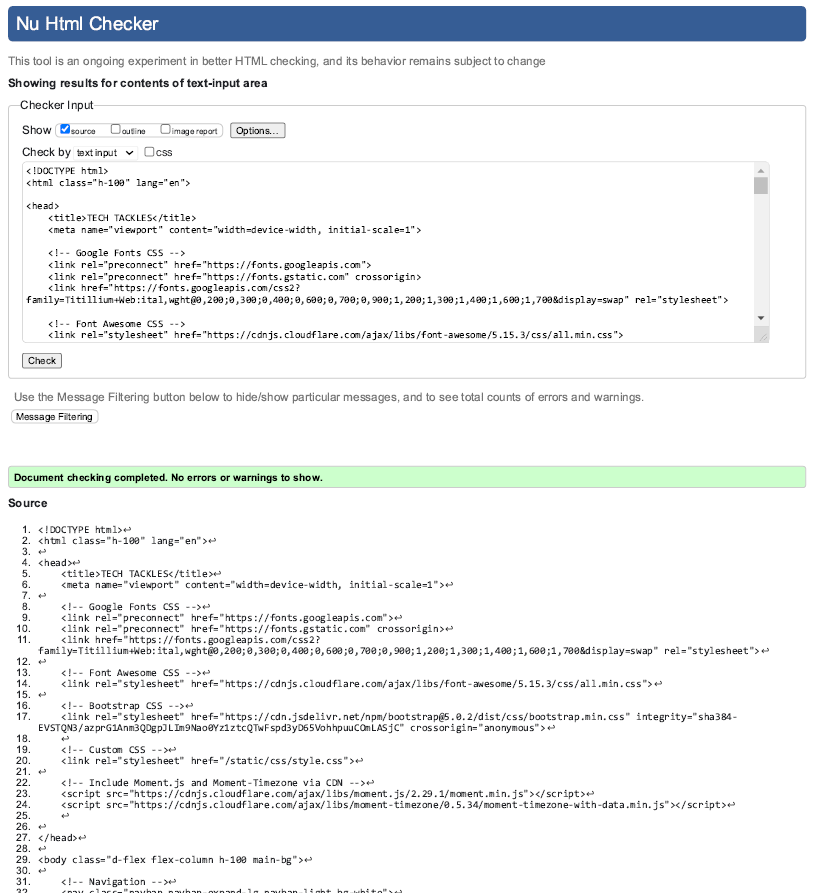 Nu Html Checker
This tool is an ongoing experiment in better HTML checking, and its behavior remains subject to change
Showing results for contents of text-input area
Checker Input
Show source outline image report Options...
Check by text input css
<!DOCTYPE html>
<html class="h-100" lang="en">
<head>
<title>TECH TACKLES</title>
<meta name="viewport" content="width=device-width, initial-scale=1">
<!-- Google Fonts CSS -->
<link rel="preconnect" href="https://fonts.googleapis.com">
<link rel="preconnect" href="https://fonts.gstatic.com" crossorigin>
<link href="https://fonts.googleapis.com/css2?
family=Titillium+Web:ital,wght@0,200;0,300;0,400;0,600;0,700;0,900;1,200;1,300;1,400;1,600;1,700&display=swap" rel="stylesheet">
<!-- Font Awesome CSS -->
<link rel="stylesheet" href="https://cdnjs.cloudflare.com/ajax/libs/font-awesome/5.15.3/css/all.min.css">
Check
Use the Message Filtering button below to hide/show particular messages, and to see total counts of errors and warnings.
Message Filtering
Document checking completed. No errors or warnings to show.
Source
1. <!DOCTYPE html>↩
2. <html class="h-100" lang="en">↩
3. ↩
4. <head>↩
5. <title>TECH TACKLES</title>↩
6. <meta name="viewport" content="width=device-width, initial-scale=1">↩
7. ↩
8. <!-- Google Fonts CSS -->↩
9. <link rel="preconnect" href="https://fonts.googleapis.com">↩
10. <link rel="preconnect" href="https://fonts.gstatic.com" crossorigin>↩
11. <link href="https://fonts.googleapis.com/css2?
family=Titillium+Web:ital,wght@0,200;0,300;0,400;0,600;0,700;0,900;1,200;1,300;1,400;1,600;1,700&display=swap" rel="stylesheet">↩
12. ↩
13. <!-- Font Awesome CSS -->↩
14. <link rel="stylesheet" href="https://cdnjs.cloudflare.com/ajax/libs/font-awesome/5.15.3/css/all.min.css">↩
15. ↩
16. <!-- Bootstrap CSS -->↩
17. <link rel="stylesheet" href="https://cdn.jsdelivr.net/npm/bootstrap@5.0.2/dist/css/bootstrap.min.css" integrity="sha384-
EVSTQN3/azprG1Anm3QDgpJLIm9Nao0Yz1ztcQTwFspd3yD65VohhpuuCOmLASjC" crossorigin="anonymous">↩
18. ↩
19. <!-- Custom CSS -->↩
20. <link rel="stylesheet" href="/static/css/style.css">↩
21. ↩
22. <!-- Include Moment.js and Moment-Timezone via CDN -->↩
23. <script src="https://cdnjs.cloudflare.com/ajax/libs/moment.js/2.29.1/moment.min.js"></script>↩
24. <script src="https://cdnjs.cloudflare.com/ajax/libs/moment-timezone/0.5.34/moment-timezone-with-data.min.js"></script>↩
25. ↩
26. ↩
27. </head>↩
28. ↩
29. <body class="d-flex flex-column h-100 main-bg">↩
30. ↩
31. <!-- Navigation -->↩
32. <nav class="navbar navbar-expand-lg navbar-light bg-white">↩